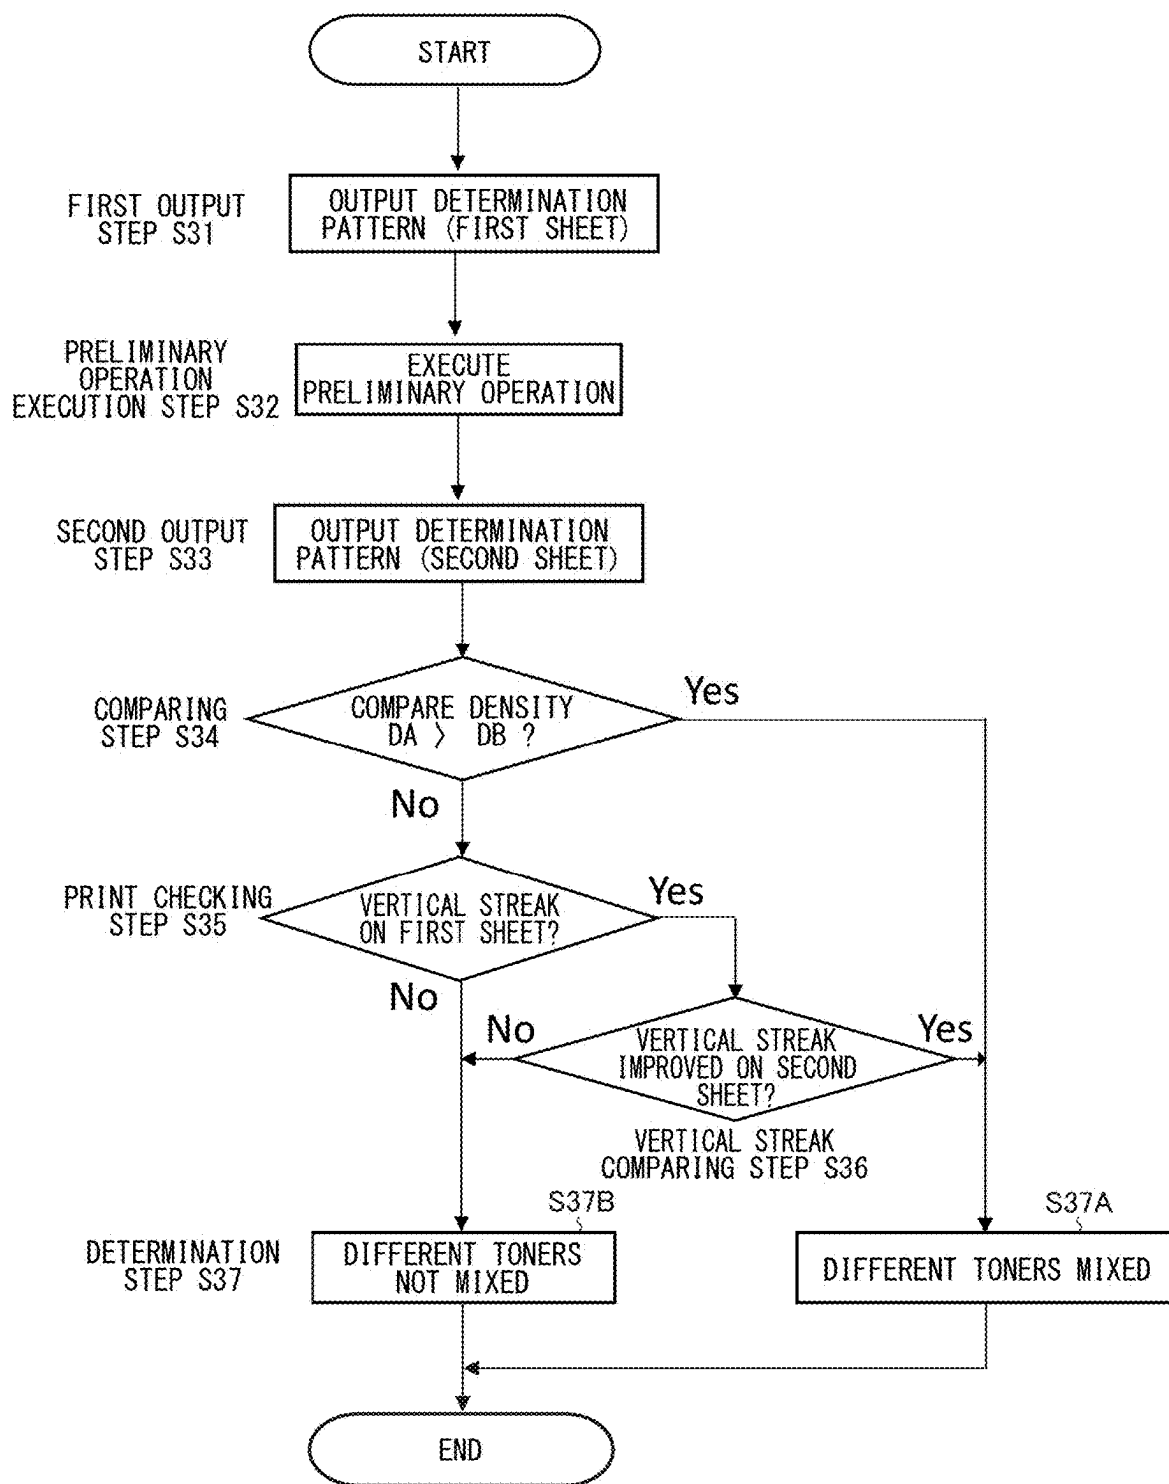 START
FIRST OUTPUT
STEP S31
OUTPUT DETERMINATION
PATTERN (FIRST SHEET)
PRELIMINARY
OPERATION
EXECUTION STEP S32
EXECUTE
PRELIMINARY OPERATION
SECOND OUTPUT
STEP S33
OUTPUT DETERMINATION
PATTERN (SECOND SHEET)
COMPARING
STEP S34
COMPARE DENSITY
DA > DB ?
Yes
No
PRINT CHECKING
STEP S35
VERTICAL STREAK
ON FIRST SHEET?
Yes
No
No
VERTICAL STREAK
IMPROVED ON SECOND
SHEET?
Yes
VERTICAL STREAK
COMPARING STEP S36
DETERMINATION
STEP S37
S37B
DIFFERENT TONERS
NOT MIXED
S37A
DIFFERENT TONERS MIXED
END